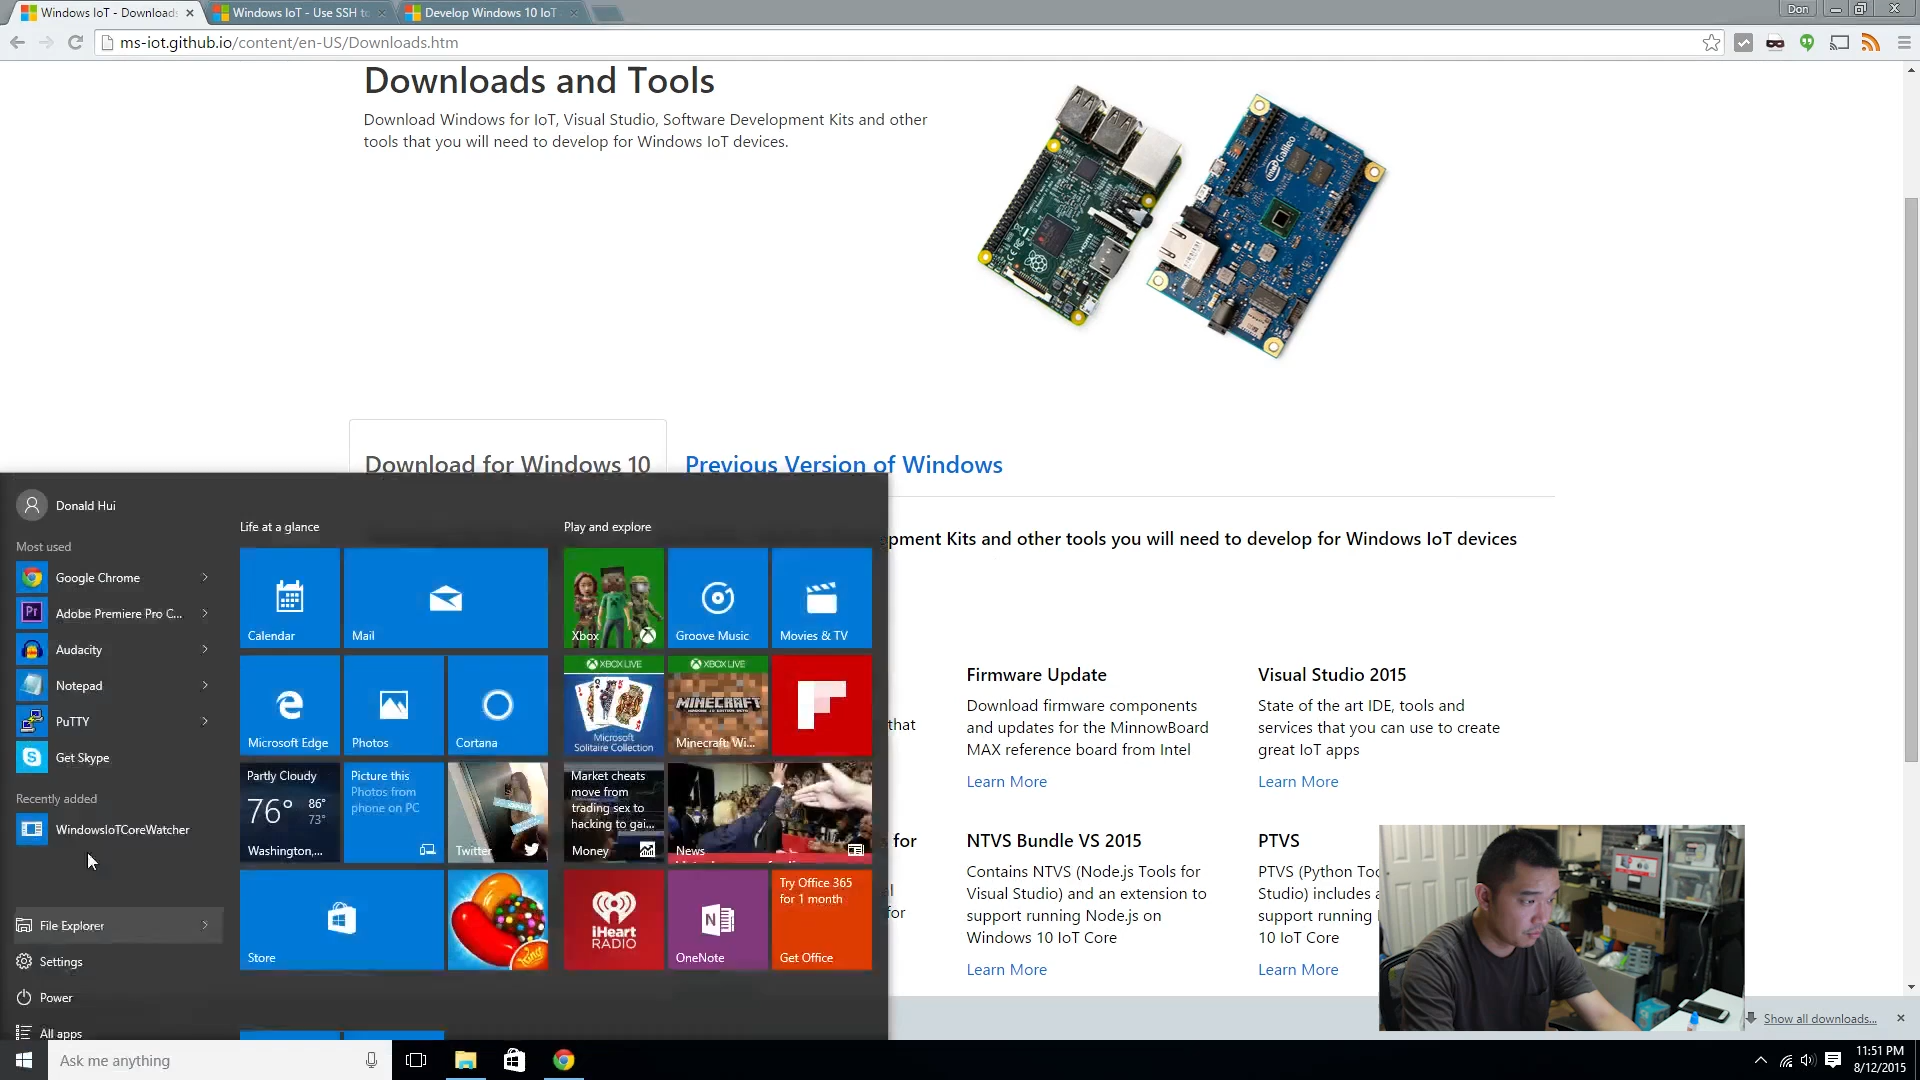 Windows IoT - Downloads
Windows IoT - Use SSH to
Develop Windows 10 IoT
Don
ms-iot.github.io/content/en-US/Downloads.htm
Downloads and Tools
Download Windows for IoT, Visual Studio, Software Development Kits and other
tools that you will need to develop for Windows IoT devices.
Download for Windows 10
Previous Version of Windows
pment Kits and other tools you will need to develop for Windows IoT devices
Donald Hui
Most used
Google Chrome
Adobe Premiere Pro C...
Audacity
Notepad
PuTTY
Get Skype
Recently added
WindowsIoTCoreWatcher
File Explorer
Settings
Power
All apps
Life at a glance
Calendar
Mail
Microsoft Edge
Photos
Cortana
Partly Cloudy
76°
86°
73°
Washington,...
Picture this
Photos from
phone on PC
Twitter
Store
King
Play and explore
Xbox
Groove Music
Movies & TV
XBOX LIVE
Microsoft
Solitaire Collection
XBOX LIVE
MINECRAFT
WINDOWS 10 EDITION BETA
Minecraft: Wi...
Market cheats
move from
trading sex to
hacking to gai...
Money
News
iHeart
RADIO
OneNote
Try Office 365
for 1 month
Get Office
that
for
l
for
Firmware Update
Download firmware components
and updates for the MinnowBoard
MAX reference board from Intel
Learn More
Visual Studio 2015
State of the art IDE, tools and
services that you can use to create
great IoT apps
Learn More
NTVS Bundle VS 2015
Contains NTVS (Node.js Tools for
Visual Studio) and an extension to
support running Node.js on
Windows 10 IoT Core
Learn More
PTVS
PTVS (Python Too
Studio) includes a
support running
10 IoT Core
Learn More
Show all downloads...
Ask me anything
11:51 PM
8/12/2015